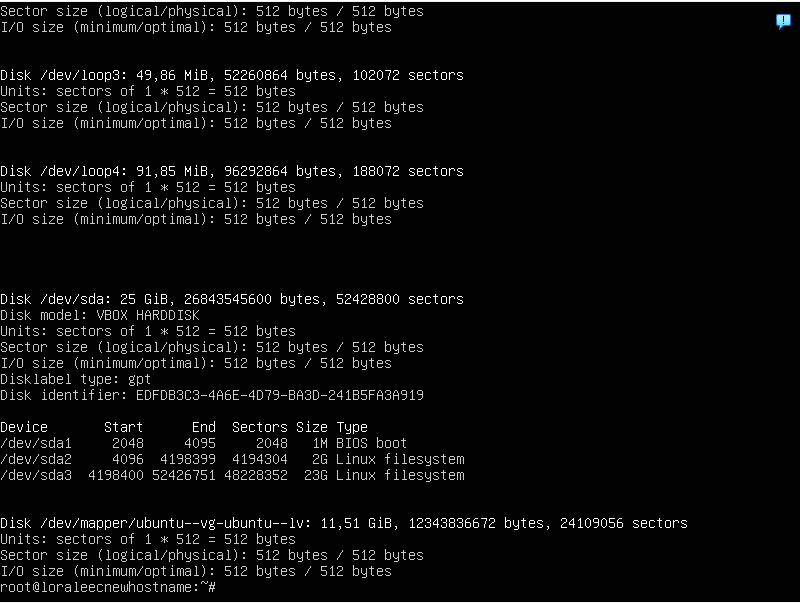 Sector size (logical/physical): 512 bytes / 512 bytes
I/O size (minimum/optimal): 512 bytes / 512 bytes
Disk /dev/loop3: 49,86 MiB, 52260864 bytes, 102072 sectors
Units: sectors of 1 * 512 = 512 bytes
Sector size (logical/physical): 512 bytes / 512 bytes
I/O size (minimum/optimal): 512 bytes / 512 bytes
Disk /dev/loop4: 91,85 MiB, 96292864 bytes, 188072 sectors
Units: sectors of 1 * 512 = 512 bytes
Sector size (logical/physical): 512 bytes / 512 bytes
I/O size (minimum/optimal): 512 bytes / 512 bytes
Disk /dev/sda: 25 GiB, 26843545600 bytes, 52428800 sectors
Disk model: VBOX HARDDISK
Units: sectors of 1 * 512 = 512 bytes
Sector size (logical/physical): 512 bytes / 512 bytes
I/O size (minimum/optimal): 512 bytes / 512 bytes
Disklabel type: gpt
Disk identifier: EDFDB3C3-4A6E-4D79-BA3D-241B5FA3A919
Device       Start      End  Sectors Size Type
/dev/sda1     2048     4095     2048   1M BIOS boot
/dev/sda2     4096  4198399  4194304   2G Linux filesystem
/dev/sda3  4198400 52426751 48228352  23G Linux filesystem
Disk /dev/mapper/ubuntu--vg-ubuntu--lv: 11,51 GiB, 12343836672 bytes, 24109056 sectors
Units: sectors of 1 * 512 = 512 bytes
Sector size (logical/physical): 512 bytes / 512 bytes
I/O size (minimum/optimal): 512 bytes / 512 bytes
root@loraleecnewhostname:~#